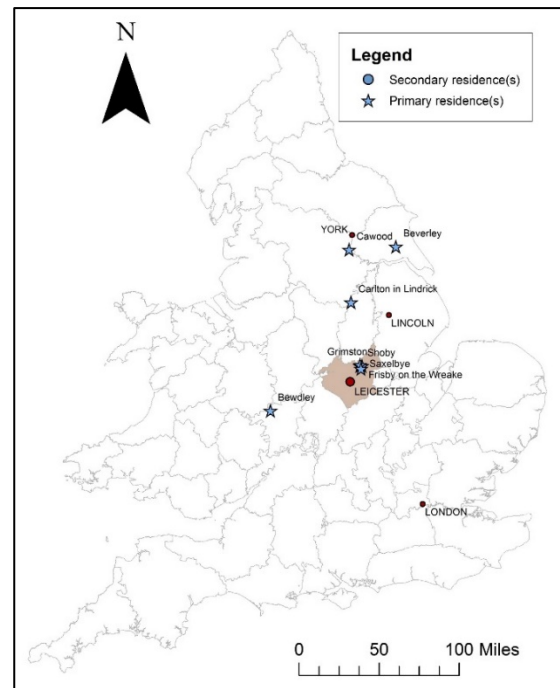 N
Legend
Secondary residence(s)
Primary residence(s)
YORK
Cawood
Beverley
Carlton in Lindrick
LINCOLN
Grimston Shoby
Saxelbye
Frisby on the Wreake
LEICESTER
Bewdley
LONDON
0 50 100 Miles